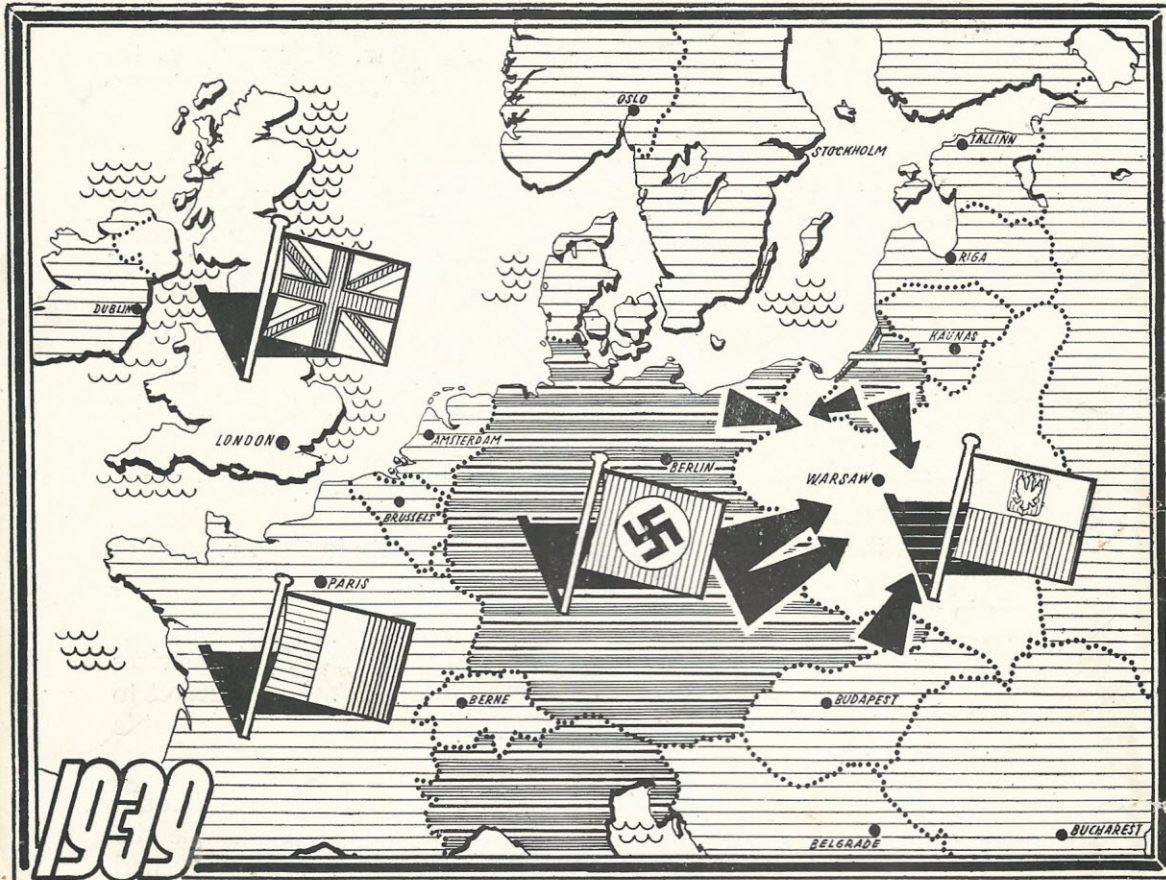 OSLO
STOCKHOLM
TALLINN
RIGA
DUBLIN
KAUNAS
LONDON
AMSTERDAM
BERLIN
WARSAW
BRUSSELS
PARIS
BERNE
BUDAPEST
1939
BELGRADE
BUCHAREST